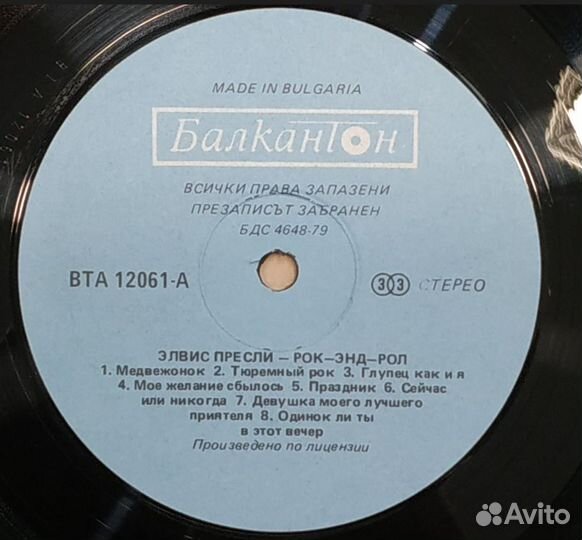 MADE IN BULGARIA
Балкантон
ВСИЧКИ ПРАВА ЗАПАЗЕНИ
ПРЕЗАПИСЪТ ЗАБРАНЕН
БДС 4648-79
ВТА 12061-А
33 СТЕРЕО
ЭЛВИС ПРЕСЛИ – РОК–ЭНД–РОЛ
1. Медвежонок 2. Тюремный рок 3. Глупец как и я
4. Мое желание сбылось 5. Праздник 6. Сейчас
или никогда 7. Девушка моего лучшего
приятеля 8. Одинок ли ты
в этот вечер
Произведено по лицензии
Avito